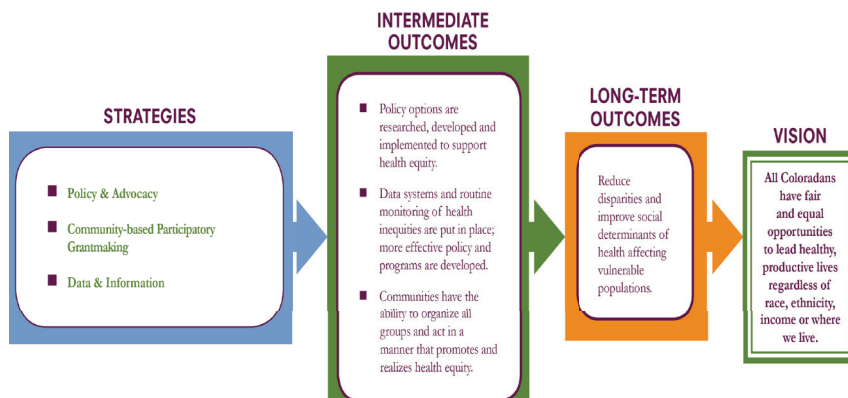 STRATEGIES
Policy & Advocacy
Community-based Participatory
Grantmaking
Data & Information
INTERMEDIATE
OUTCOMES
Policy options are
researched, developed and
implemented to support
health equity.
Data systems and routine
monitoring of health
inequities are put in place;
more effective policy and
programs are developed.
Communities have the
ability to organize all
groups and act in a
manner that promotes and
realizes health equity.
LONG-TERM
OUTCOMES
Reduce
disparities and
improve social
determinants of
health affecting
vulnerable
populations.
VISION
All Coloradans
have fair
and equal
opportunities
to lead healthy,
productive lives
regardless of
race, ethnicity,
income or where
we live.